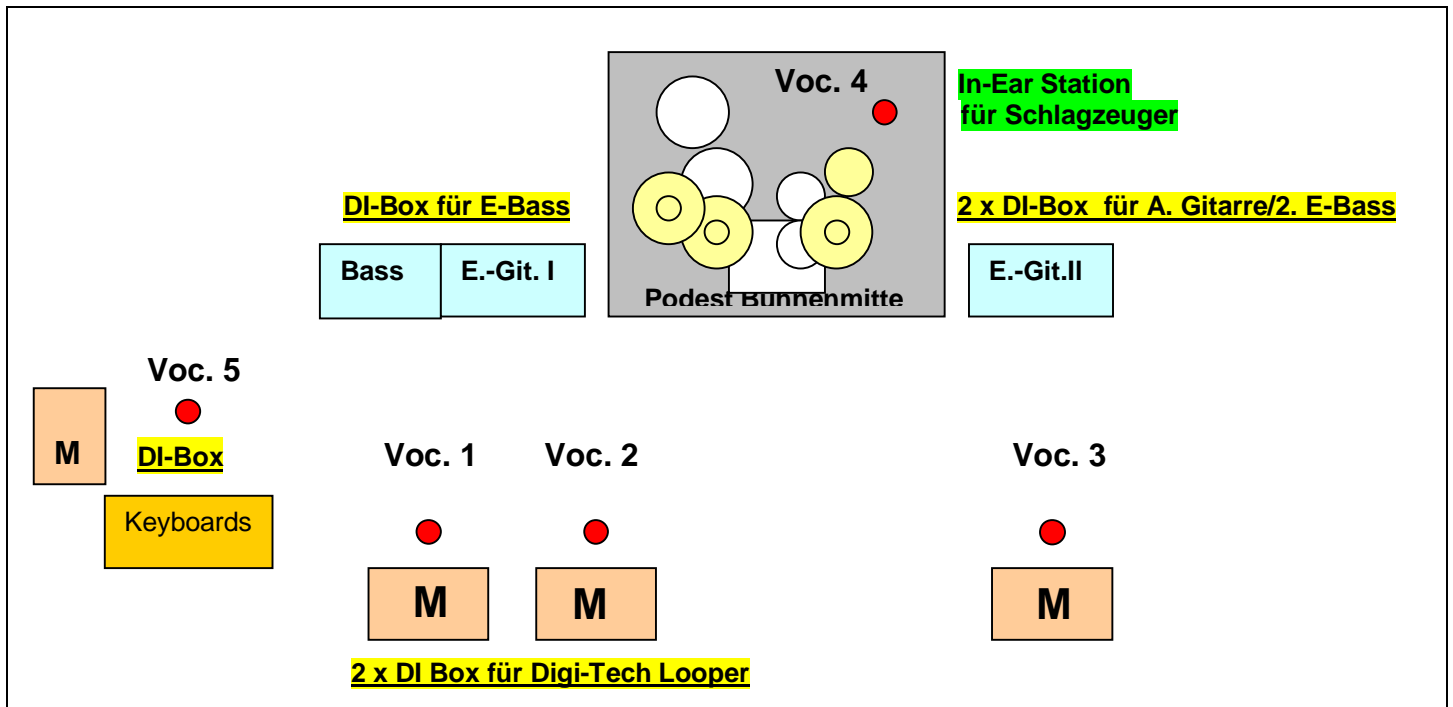 Voc. 4
In-Ear Station
für Schlagzeuger
DI-Box für E-Bass
2 x DI-Box für A. Gitarre/2. E-Bass
Bass
E.-Git. I
E.-Git.II
Podest Bühnenmitte
Voc. 5
M
DI-Box
Voc. 1
Voc. 2
Voc. 3
Keyboards
M
M
M
2 x DI Box für Digi-Tech Looper